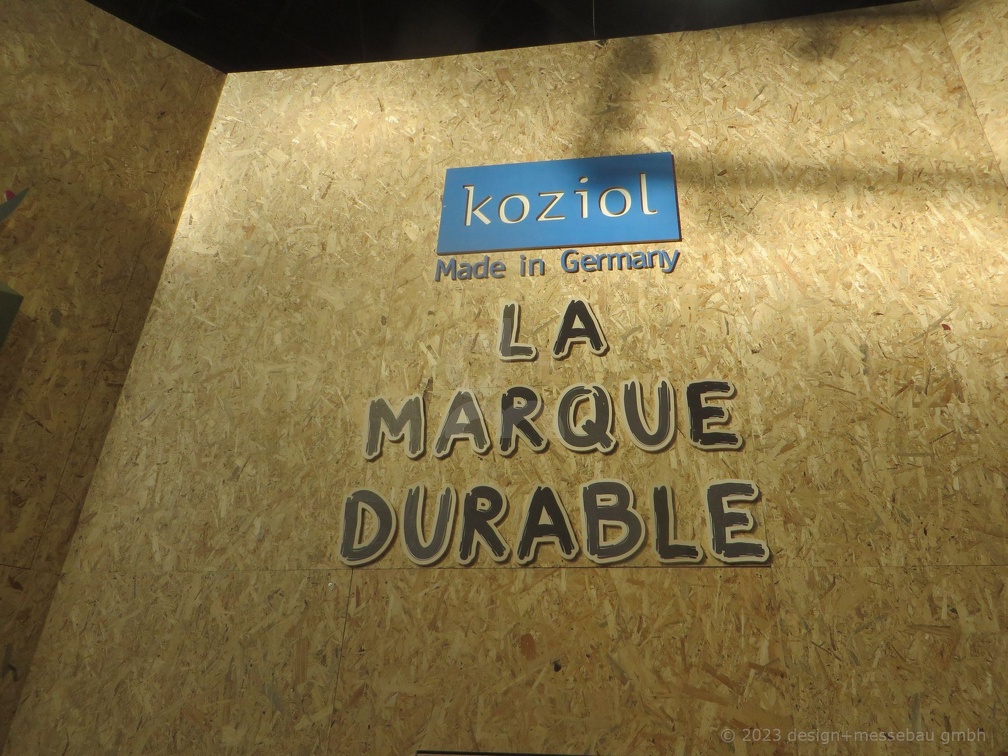 koziol
Made in Germany
LA
MARQUE
DURABLE
© 2023 design+messebau gmbh